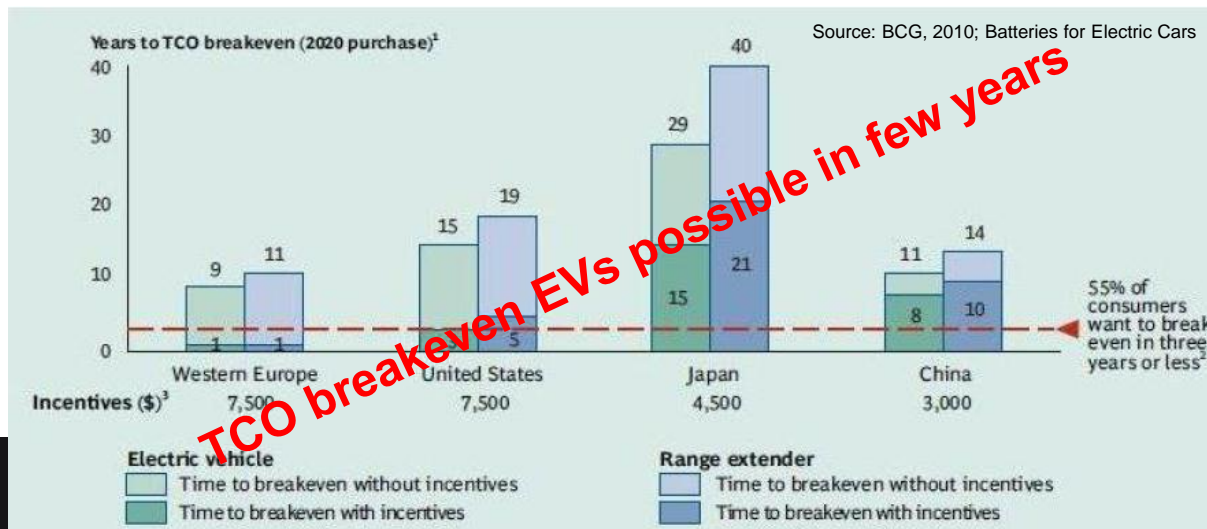 Source: BCG, 2010; Batteries for Electric Cars
Years to TCO breakeven (2020 purchase)¹
40
30
20
10
0
9
11
1
1
15
19
3
5
29
40
15
21
11
14
8
10
55% of
consumers
want to break
even in three
years or less²
Western Europe
United States
Japan
China
Incentives ($)³
7,500
7,500
4,500
3,000
TCO breakeven EVs possible in few years
Electric vehicle
Time to breakeven without incentives
Time to breakeven with incentives
Range extender
Time to breakeven without incentives
Time to breakeven with incentives